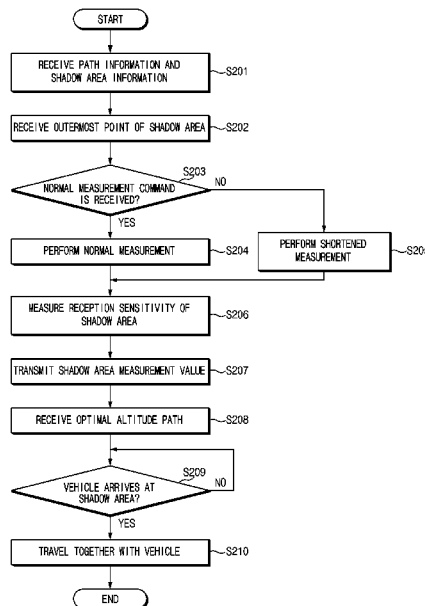 START
RECEIVE PATH INFORMATION AND
SHADOW AREA INFORMATION
S201
RECEIVE OUTERMOST POINT OF SHADOW AREA
S202
S203
NORMAL MEASUREMENT COMMAND
IS RECEIVED?
NO
YES
PERFORM NORMAL MEASUREMENT
S204
PERFORM SHORTENED
MEASUREMENT
MEASURE RECEPTION SENSITIVITY OF
SHADOW AREA
S206
TRANSMIT SHADOW AREA MEASUREMENT VALUE
S207
RECEIVE OPTIMAL ALTITUDE PATH
S208
S209
VEHICLE ARRIVES AT
SHADOW AREA?
NO
YES
TRAVEL TOGETHER WITH VEHICLE
S210
END